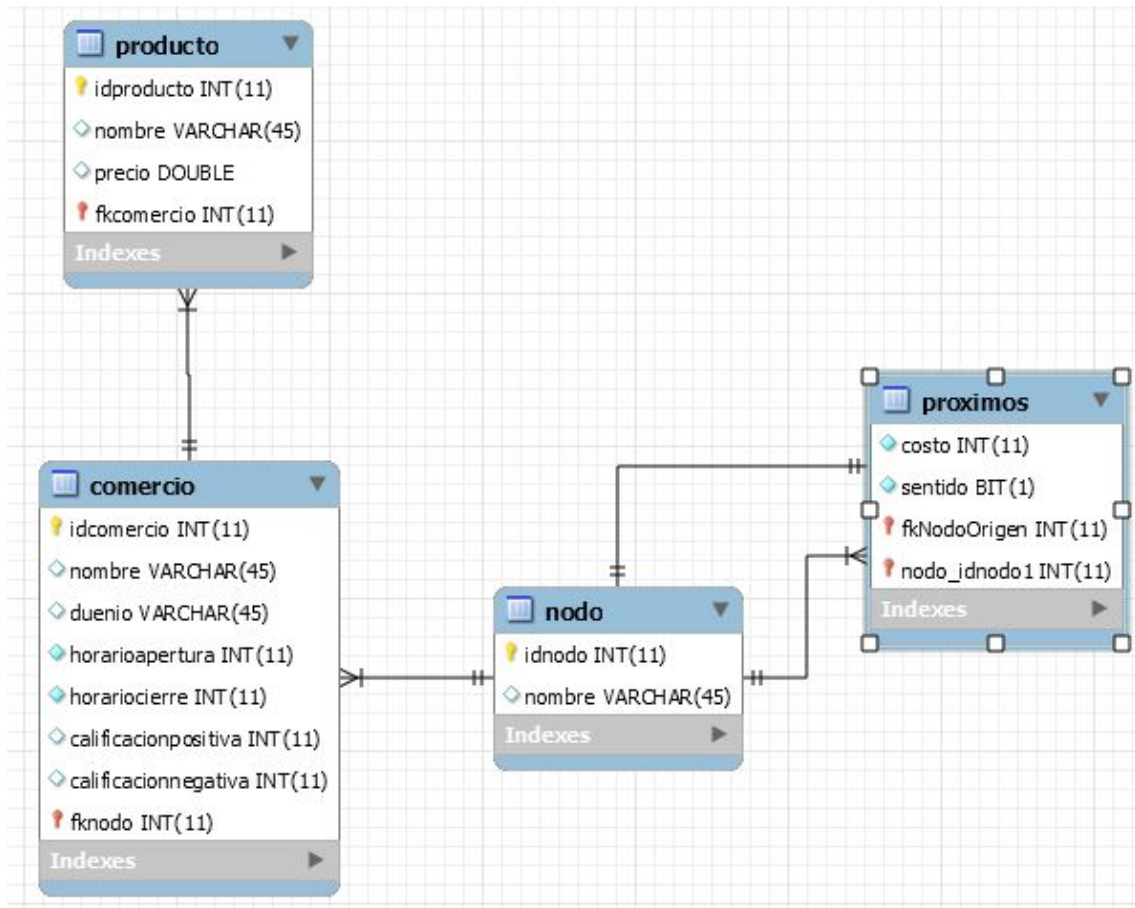 producto
idproducto INT(11)
nombre VARCHAR(45)
precio DOUBLE
fkcomercio INT(11)
Indexes
comercio
idcomercio INT(11)
nombre VARCHAR(45)
duenio VARCHAR(45)
horarioapertura INT(11)
horariocierre INT(11)
calificacionpositiva INT(11)
calificacionnegativa INT(11)
fknodo INT(11)
Indexes
nodo
idnodo INT(11)
nombre VARCHAR(45)
Indexes
proximos
costo INT(11)
sentido BIT(1)
fkNodoOrigen INT(11)
nodo_idnodo1 INT(11)
Indexes